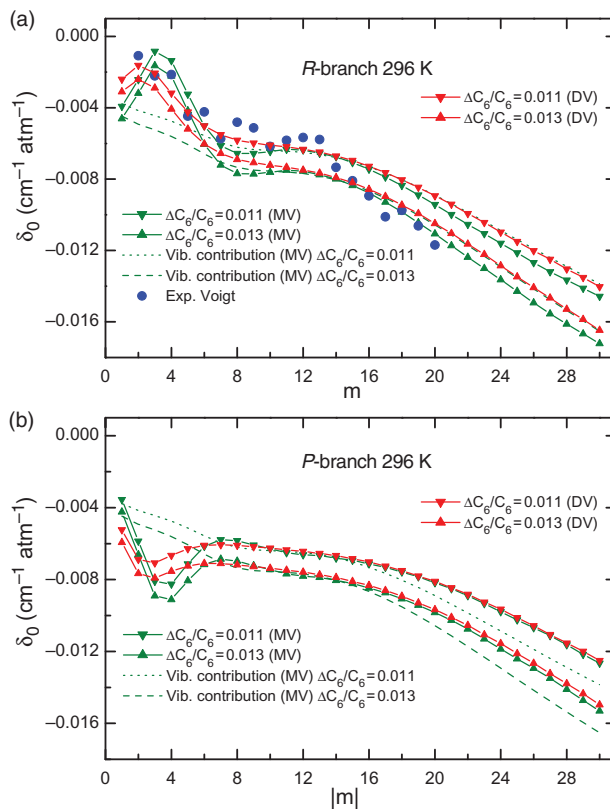 (a)
0.000
−0.004
−0.008
−0.012
−0.016
δ0 (cm−1 atm−1)
R-branch 296 K
ΔC6/C6 = 0.011 (DV)
ΔC6/C6 = 0.013 (DV)
ΔC6/C6 = 0.011 (MV)
ΔC6/C6 = 0.013 (MV)
Vib. contribution (MV) ΔC6/C6 = 0.011
Vib. contribution (MV) ΔC6/C6 = 0.013
Exp. Voigt
0 4 8 12 16 20 24 28
m
(b)
0.000
−0.004
−0.008
−0.012
−0.016
δ0 (cm−1 atm−1)
P-branch 296 K
ΔC6/C6 = 0.011 (DV)
ΔC6/C6 = 0.013 (DV)
ΔC6/C6 = 0.011 (MV)
ΔC6/C6 = 0.013 (MV)
Vib. contribution (MV) ΔC6/C6 = 0.011
Vib. contribution (MV) ΔC6/C6 = 0.013
0 4 8 12 16 20 24 28
|m|